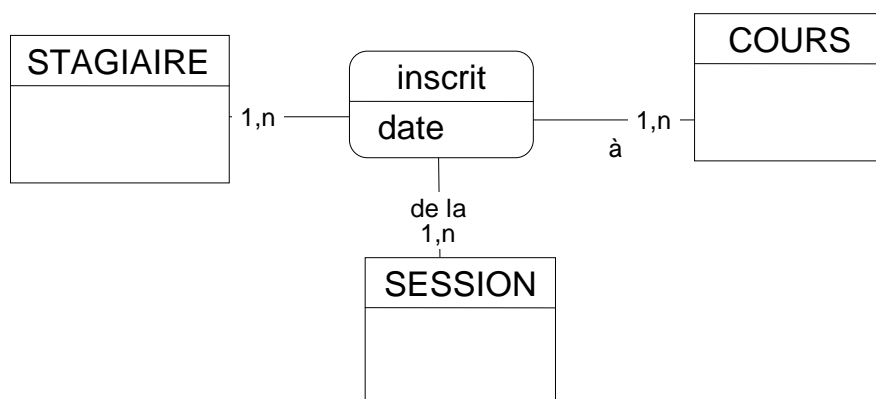 STAGIAIRE
1,n
inscrit
date
1,n
à
COURS
de la
1,n
SESSION